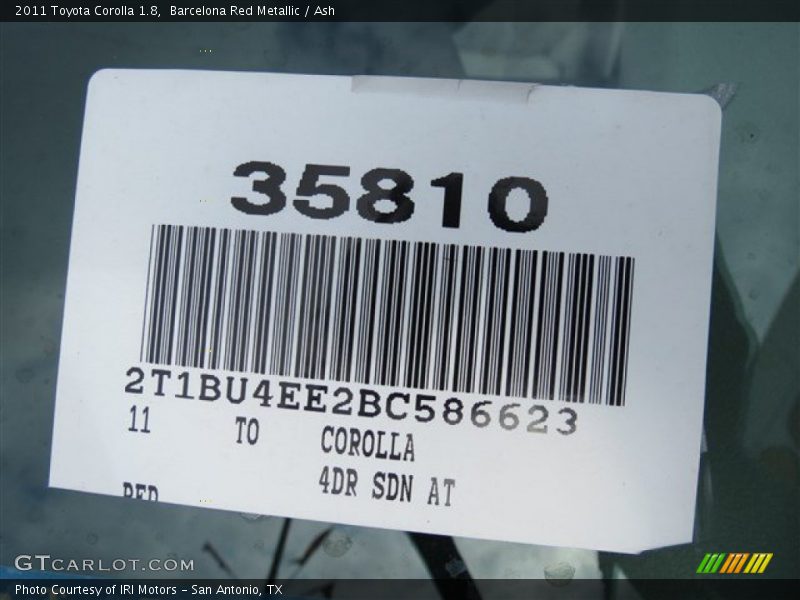 2011 Toyota Corolla 1.8,  Barcelona Red Metallic / Ash
35810
2T1BU4EE2BC586623
11 TO COROLLA
4DR SDN AT
RED
GTCARLOT.COM
Photo Courtesy of IRI Motors – San Antonio, TX